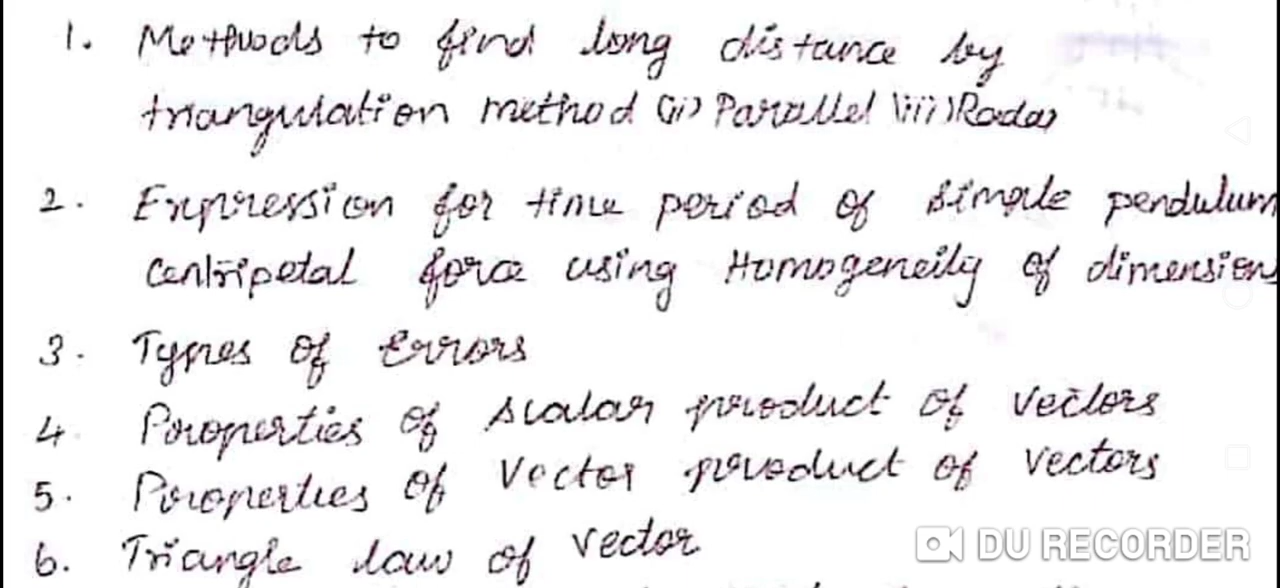 1. Methods to find long distance by
triangulation method (ii) Parallel (iii) Radar
2. Expression for time period of simple pendulum
centripetal force using Homogeneity of dimensions
3. Types of Errors
4. Properties of scalar product of vectors
5. Properties of Vector product of vectors
6. Triangle law of vector
DU RECORDER